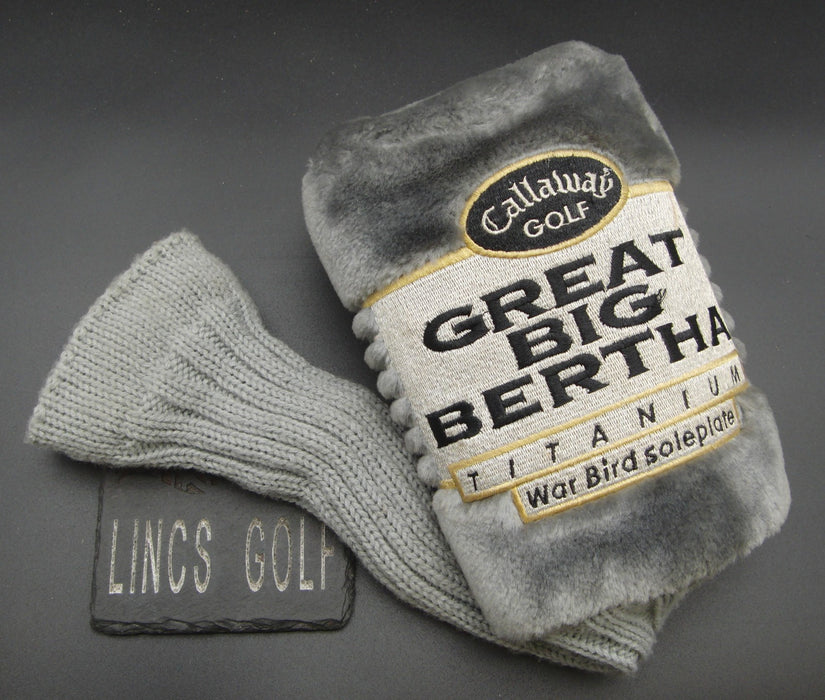 Callaway
GOLF
GREAT
BIG
BERTHA
TITANIUM
War Bird soleplate
LINCS GOLF